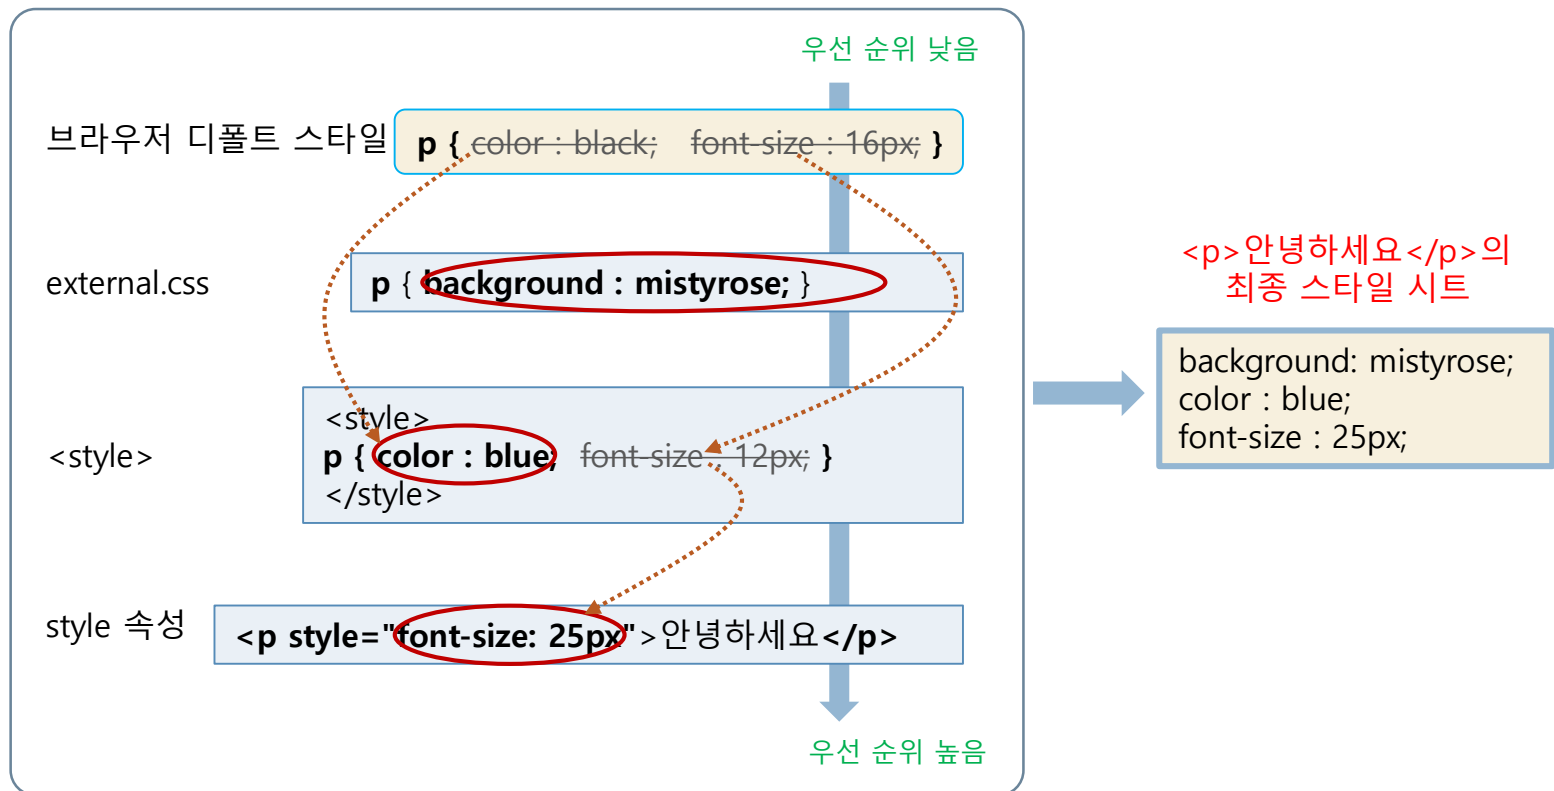 우선 순위 낮음
브라우저 디폴트 스타일
p { color : black; font-size : 16px; }
external.css
p { background : mistyrose; }
<style>
<style>
p { color : blue; font-size : 12px; }
</style>
style 속성
<p style="font-size: 25px">안녕하세요</p>
우선 순위 높음
<p>안녕하세요</p>의
최종 스타일 시트
background: mistyrose;
color : blue;
font-size : 25px;